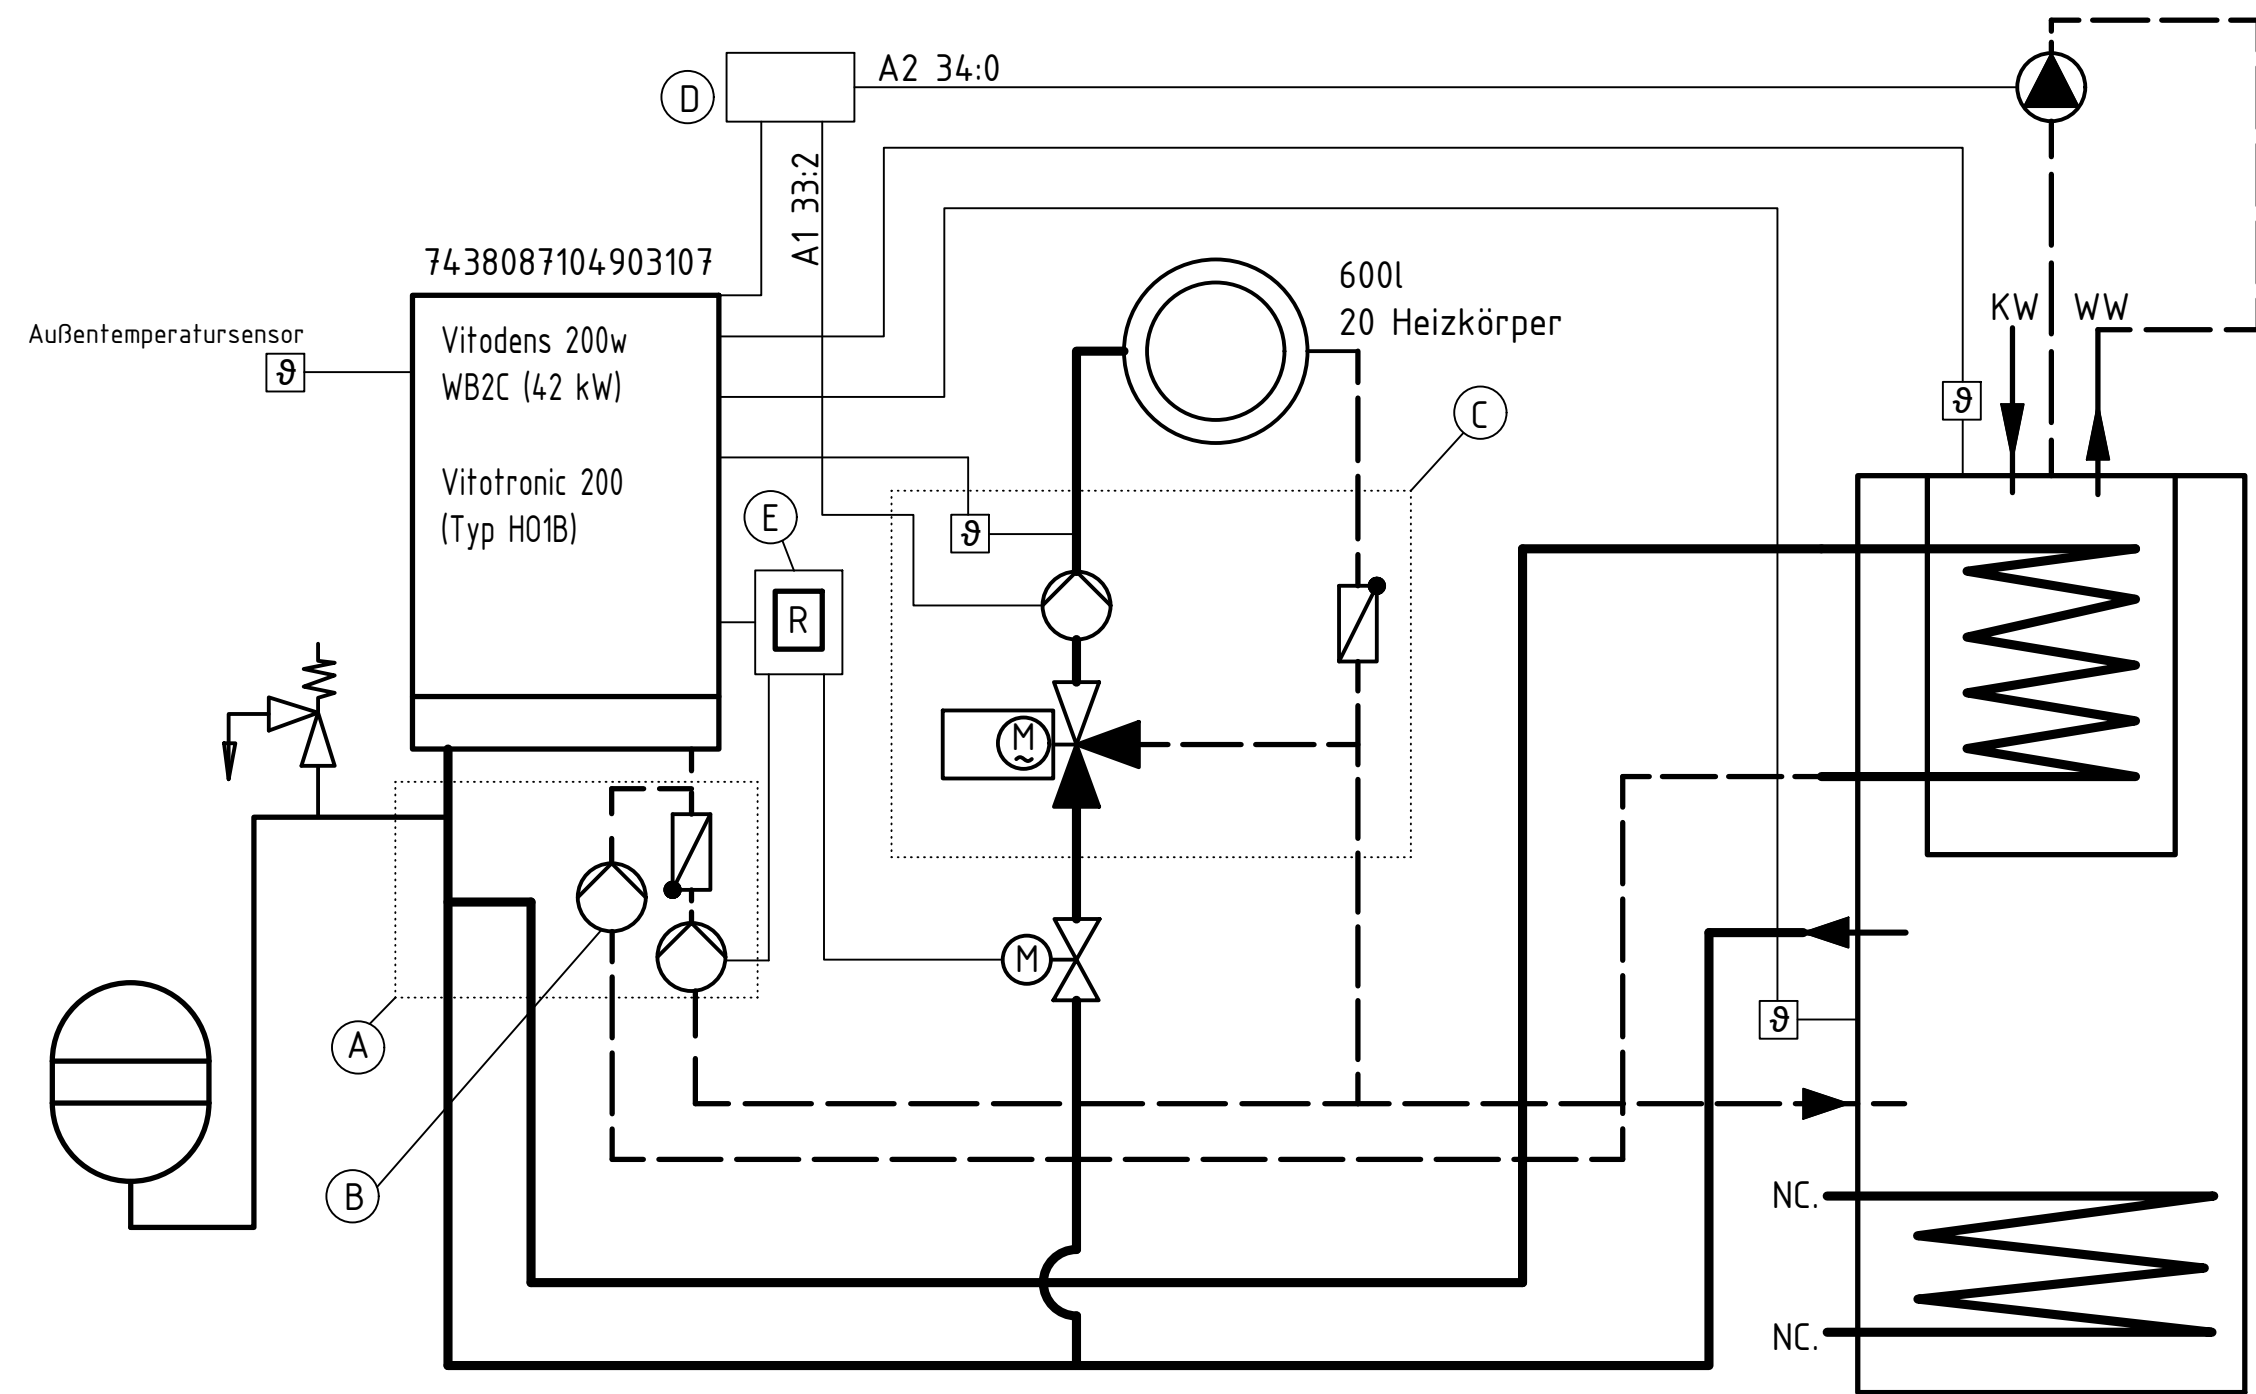 A2 34:0
D
A1 33:2
7438087104903107
600l
20 Heizkörper
KW
WW
Außentemperatursensor
ϑ
Vitodens 200w
WB2C (42 kW)
ϑ
C
Vitotronic 200
(Typ H01B)
E
ϑ
R
M
~
M
ϑ
A
B
NC.
NC.